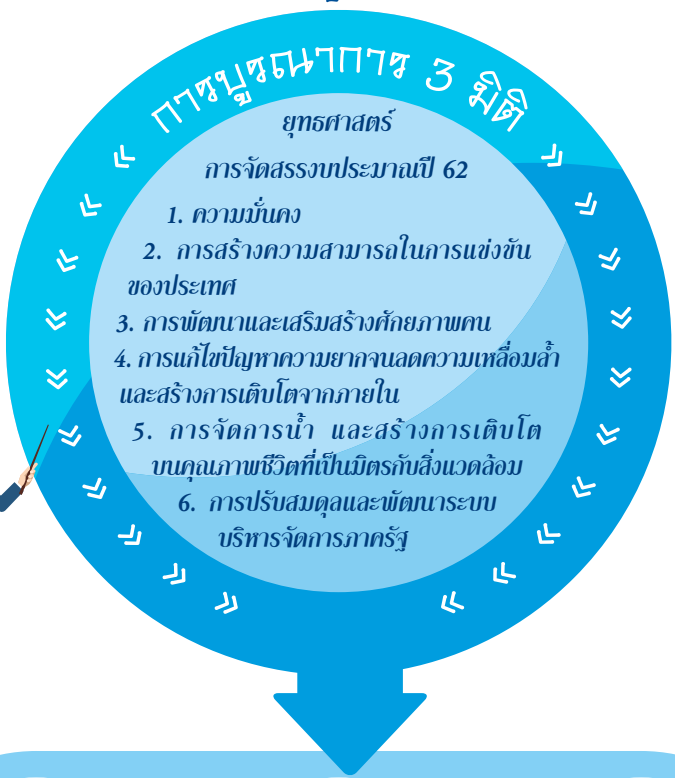 การบูรณาการ 3 มิติ
ยุทธศาสตร์
การจัดสรรงบประมาณปี 62
1. ความมั่นคง
2. การสร้างความสามารถในการแข่งขัน
ของประเทศ
3. การพัฒนาและเสริมสร้างศักยภาพคน
4. การแก้ไขปัญหาความยากจนลดความเหลื่อมล้ำ
และสร้างการเติบโตจากภายใน
5. การจัดการน้ำ และสร้างการเติบโต
บนคุณภาพชีวิตที่เป็นมิตรกับสิ่งแวดล้อม
6. การปรับสมดุลและพัฒนาระบบ
บริหารจัดการภาครัฐ